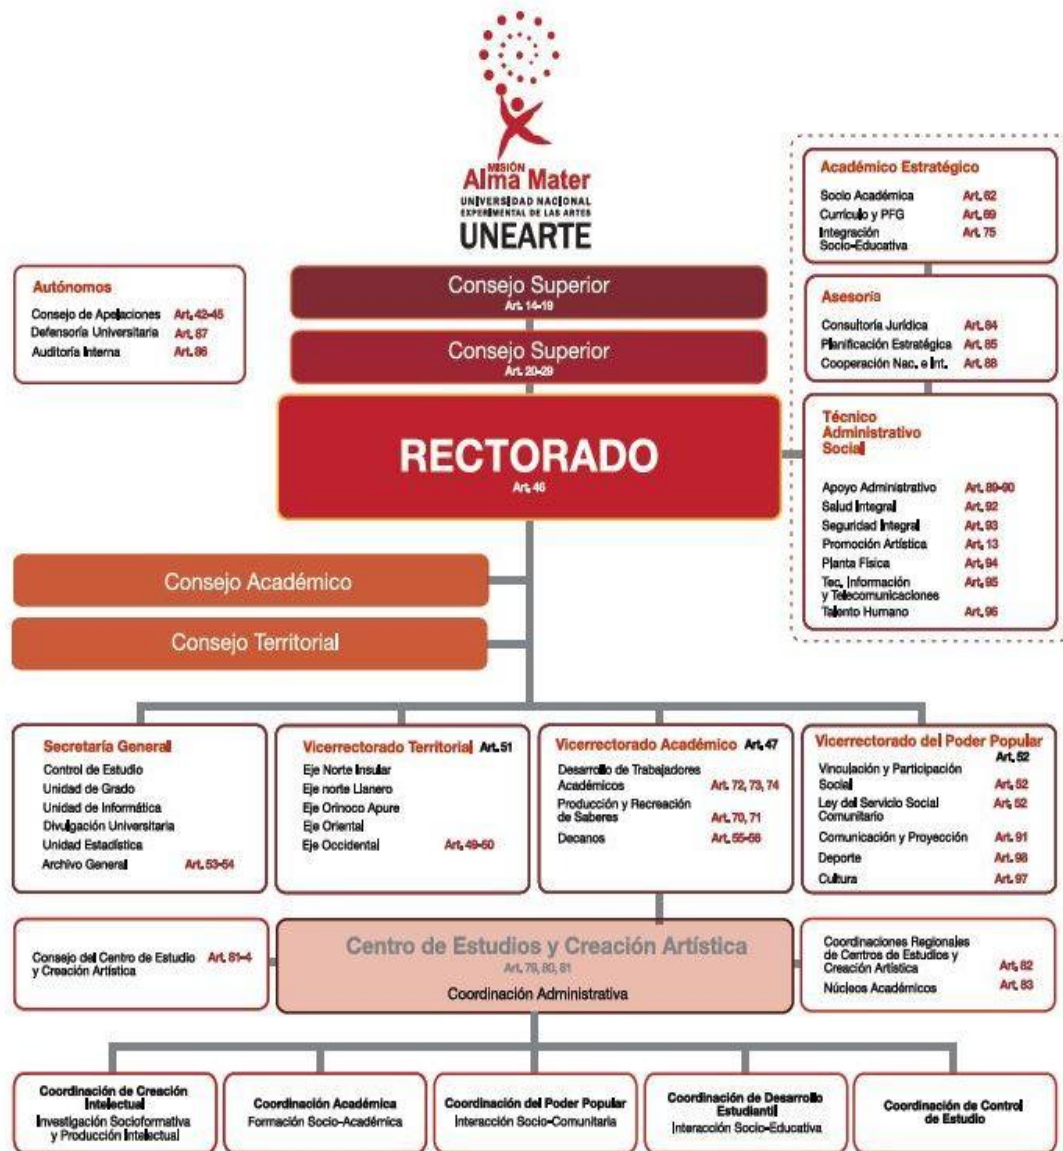 MISIÓN
Alma Mater
UNIVERSIDAD NACIONAL
EXPERIMENTAL DE LAS ARTES
UNEARTE
Académico Estratégico
Socio Académica Art. 62
Currículo y PFG Art. 69
Integración Art. 75
Socio-Educativa
Autónomos
Consejo de Apelaciones Art. 42-45
Defensoría Universitaria Art. 87
Auditoría Interna Art. 86
Consejo Superior
Art. 14-19
Consejo Superior
Art. 20-29
Asesoría
Consultoría Jurídica Art. 84
Planificación Estratégica Art. 85
Cooperación Nac. e Int. Art. 88
RECTORADO
Art. 46
Técnico
Administrativo
Social
Apoyo Administrativo Art. 89-90
Salud Integral Art. 92
Seguridad Integral Art. 93
Promoción Artística Art. 13
Planta Física Art. 94
Tec. Información Art. 95
y Telecomunicaciones
Talento Humano Art. 96
Consejo Académico
Consejo Territorial
Secretaría General
Control de Estudio
Unidad de Grado
Unidad de Informática
Divulgación Universitaria
Unidad Estadística
Archivo General Art. 53-54
Vicerrectorado Territorial Art. 51
Eje Norte Insular
Eje norte Llanero
Eje Orinoco Apure
Eje Oriental
Eje Occidental Art. 49-50
Vicerrectorado Académico Art. 47
Desarrollo de Trabajadores
Académicos Art. 72, 73, 74
Producción y Recreación
de Saberes Art. 70, 71
Decanos Art. 55-56
Vicerrectorado del Poder Popular
Art. 52
Vinculación y Participación
Social Art. 52
Ley del Servicio Social Art. 52
Comunitario
Comunicación y Proyección Art. 91
Deporte Art. 98
Cultura Art. 97
Consejo del Centro de Estudio Art. 81-4
y Creación Artística
Centro de Estudios y Creación Artística
Art. 79, 80, 81
Coordinación Administrativa
Coordinaciones Regionales
de Centros de Estudios y
Creación Artística Art. 82
Núcleos Académicos Art. 83
Coordinación de Creación
Intelectual
Investigación Socioformativa
y Producción Intelectual
Coordinación Académica
Formación Socio-Académica
Coordinación del Poder Popular
Interacción Socio-Comunitaria
Coordinación de Desarrollo
Estudiantil
Interacción Socio-Educativa
Coordinación de Control
de Estudio